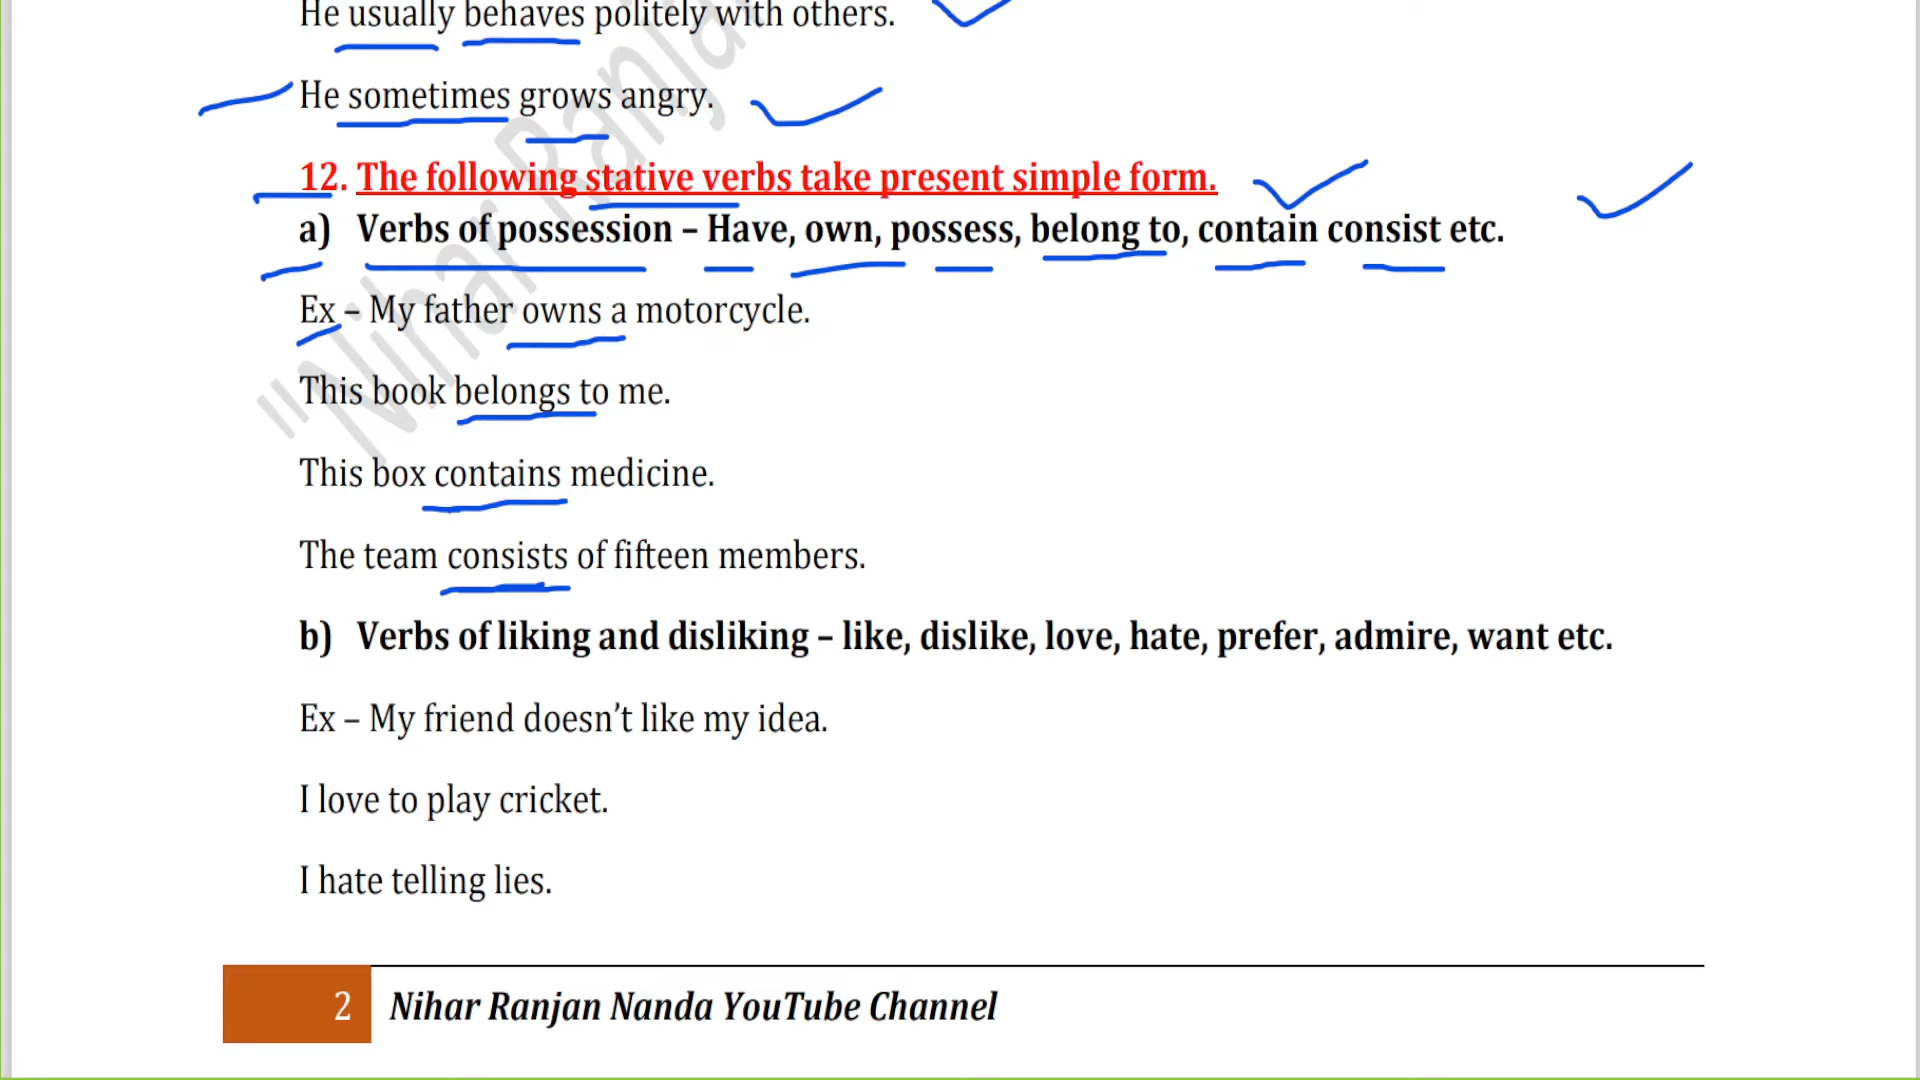 He usually behaves politely with others.
He sometimes grows angry.
12. The following stative verbs take present simple form.
a) Verbs of possession – Have, own, possess, belong to, contain consist etc.
Ex – My father owns a motorcycle.
This book belongs to me.
This box contains medicine.
The team consists of fifteen members.
b) Verbs of liking and disliking – like, dislike, love, hate, prefer, admire, want etc.
Ex – My friend doesn’t like my idea.
I love to play cricket.
I hate telling lies.
2 Nihar Ranjan Nanda YouTube Channel
"Nihar Ranja